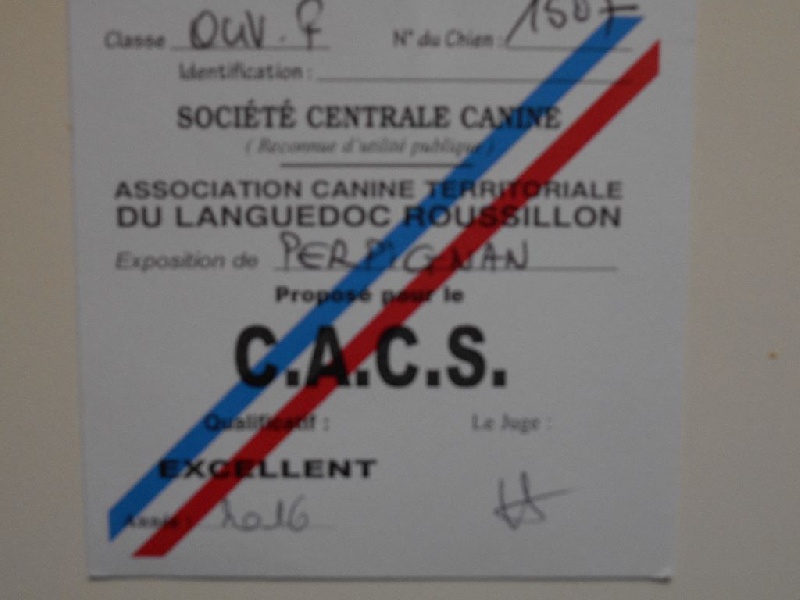 Classe OUV. F N° du Chien : 1507
Identification :
SOCIÉTÉ CENTRALE CANINE
( Reconnue d'utilité publique )
ASSOCIATION CANINE TERRITORIALE
DU LANGUEDOC ROUSSILLON
Exposition de PERPIGNAN
Proposé pour le
C.A.C.S.
Qualificatif : Le Juge :
EXCELLENT
Année : 2016